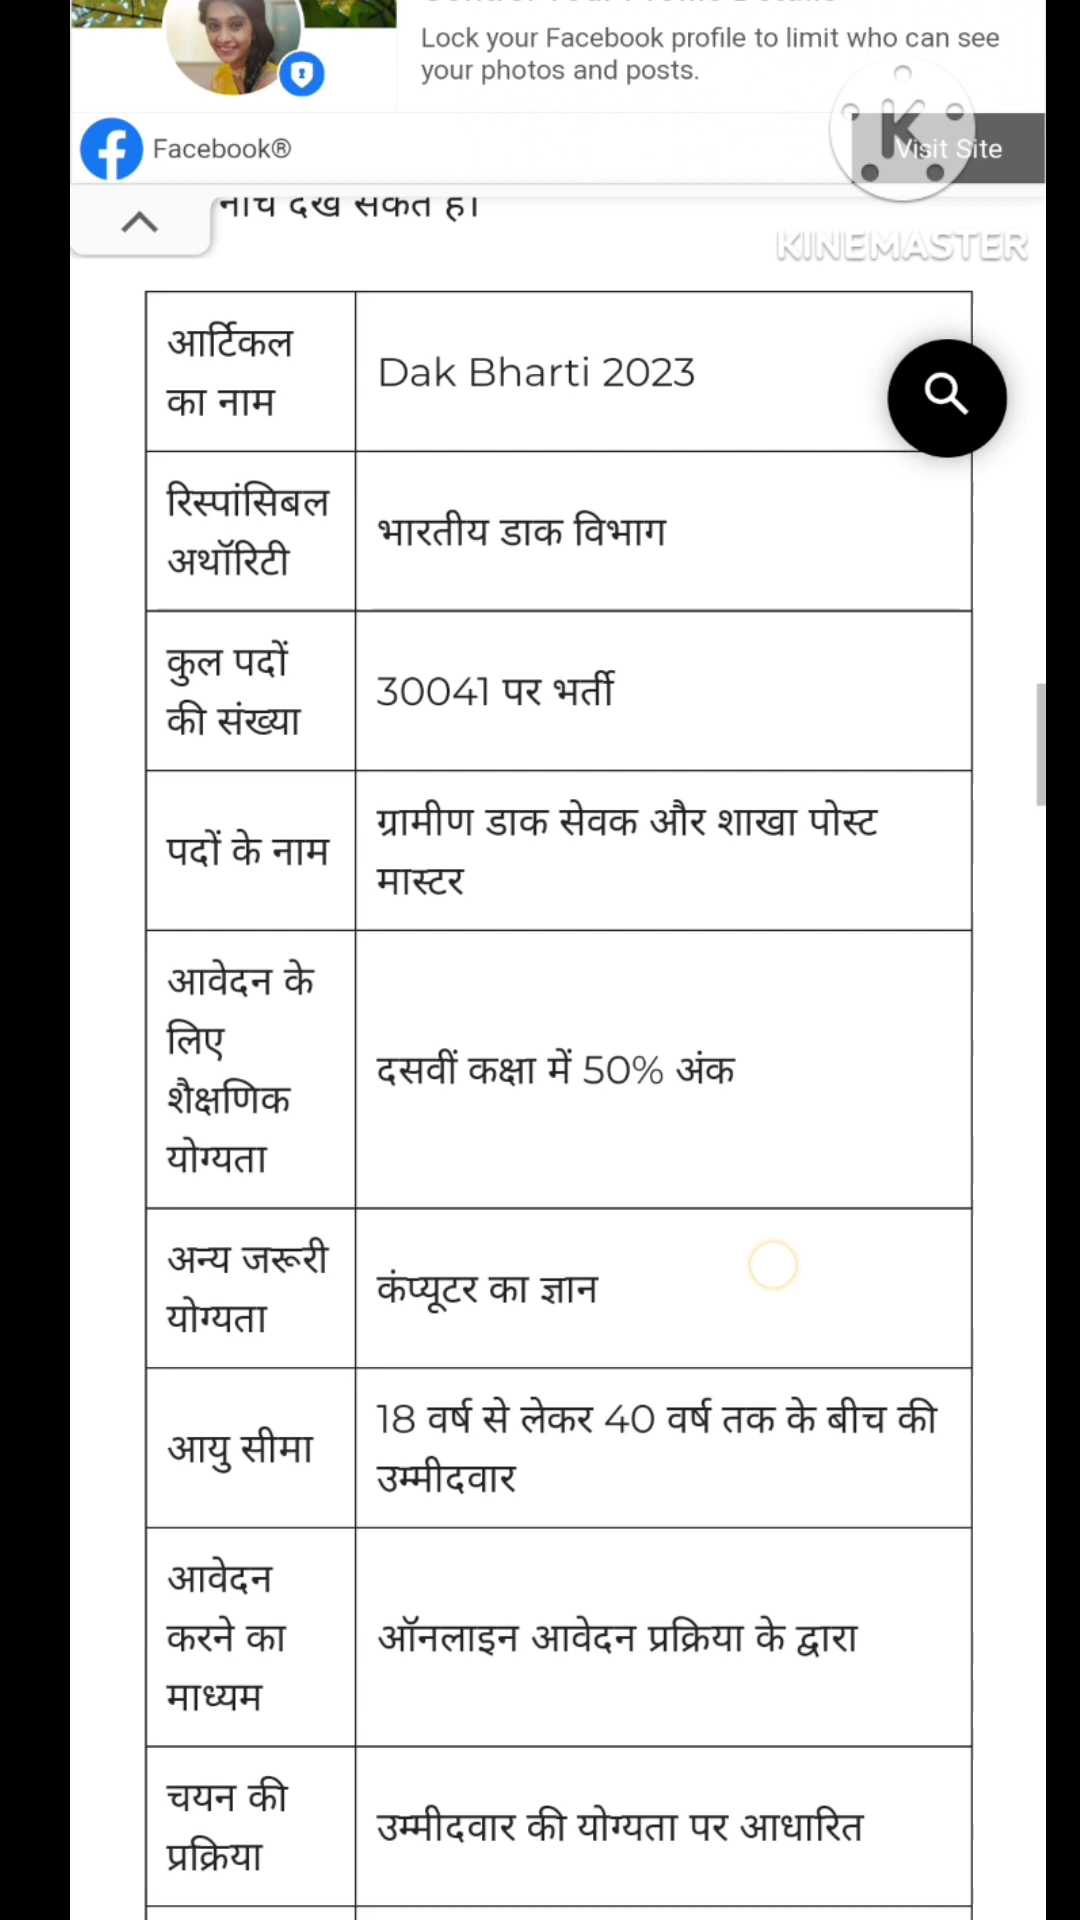 Lock your Facebook profile to limit who can see
your photos and posts.
Facebook®
Visit Site
K
KINEMASTER
नीचे देख सकते हैं।
आर्टिकल
का नाम
Dak Bharti 2023
रिस्पांसिबल
अथॉरिटी
भारतीय डाक विभाग
कुल पदों
की संख्या
30041 पर भर्ती
पदों के नाम
ग्रामीण डाक सेवक और शाखा पोस्ट
मास्टर
आवेदन के
लिए
शैक्षणिक
योग्यता
दसवीं कक्षा में 50% अंक
अन्य जरूरी
योग्यता
कंप्यूटर का ज्ञान
आयु सीमा
18 वर्ष से लेकर 40 वर्ष तक के बीच की
उम्मीदवार
आवेदन
करने का
माध्यम
ऑनलाइन आवेदन प्रक्रिया के द्वारा
चयन की
प्रक्रिया
उम्मीदवार की योग्यता पर आधारित